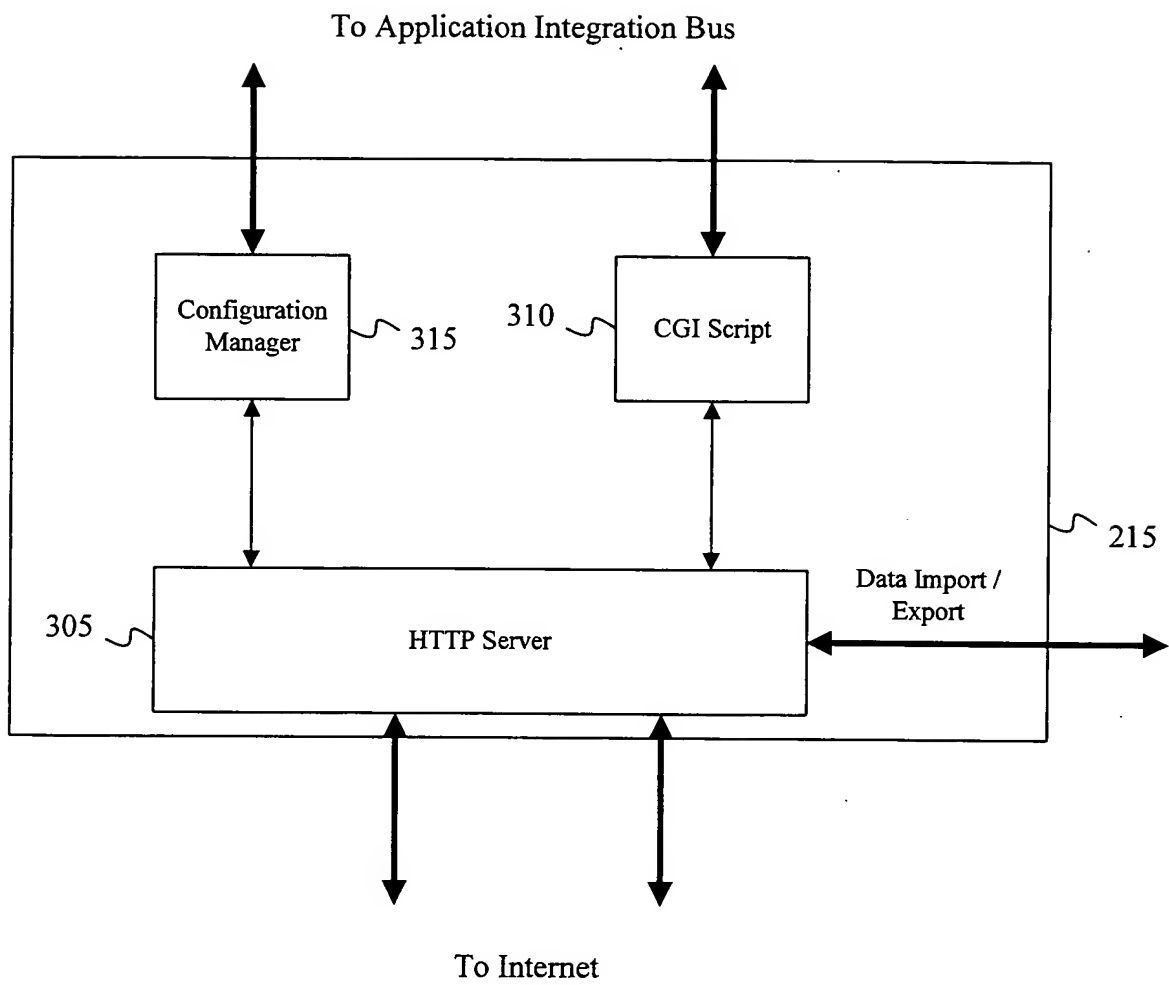 To Application Integration Bus
Configuration
Manager
315
310
CGI Script
215
Data Import /
Export
305
HTTP Server
To Internet